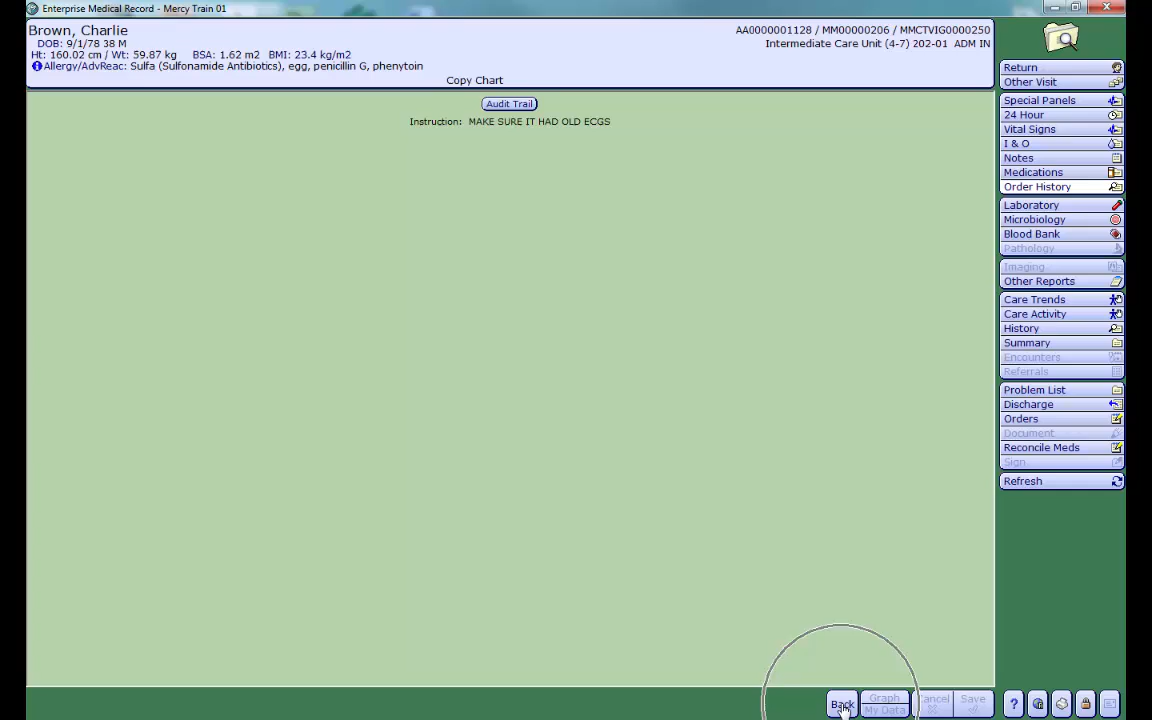 Enterprise Medical Record - Mercy Train 01
Brown, Charlie
DOB: 9/1/78 38 M
Ht: 160.02 cm / Wt: 59.87 kg BSA: 1.62 m2 BMI: 23.4 kg/m2
Allergy/AdvReac: Sulfa (Sulfonamide Antibiotics), egg, penicillin G, phenytoin
AA0000001128 / MM00000206 / MMCTVIG0000250
Intermediate Care Unit (4-7) 202-01 ADM IN
Copy Chart
Audit Trail
Instruction: MAKE SURE IT HAD OLD ECGS
Return
Other Visit
Special Panels
24 Hour
Vital Signs
I & O
Notes
Medications
Order History
Laboratory
Microbiology
Blood Bank
Pathology
Imaging
Other Reports
Care Trends
Care Activity
History
Summary
Encounters
Referrals
Problem List
Discharge
Orders
Document
Reconcile Meds
Sign
Refresh
Back
Graph
My Data
Cancel
Save
?